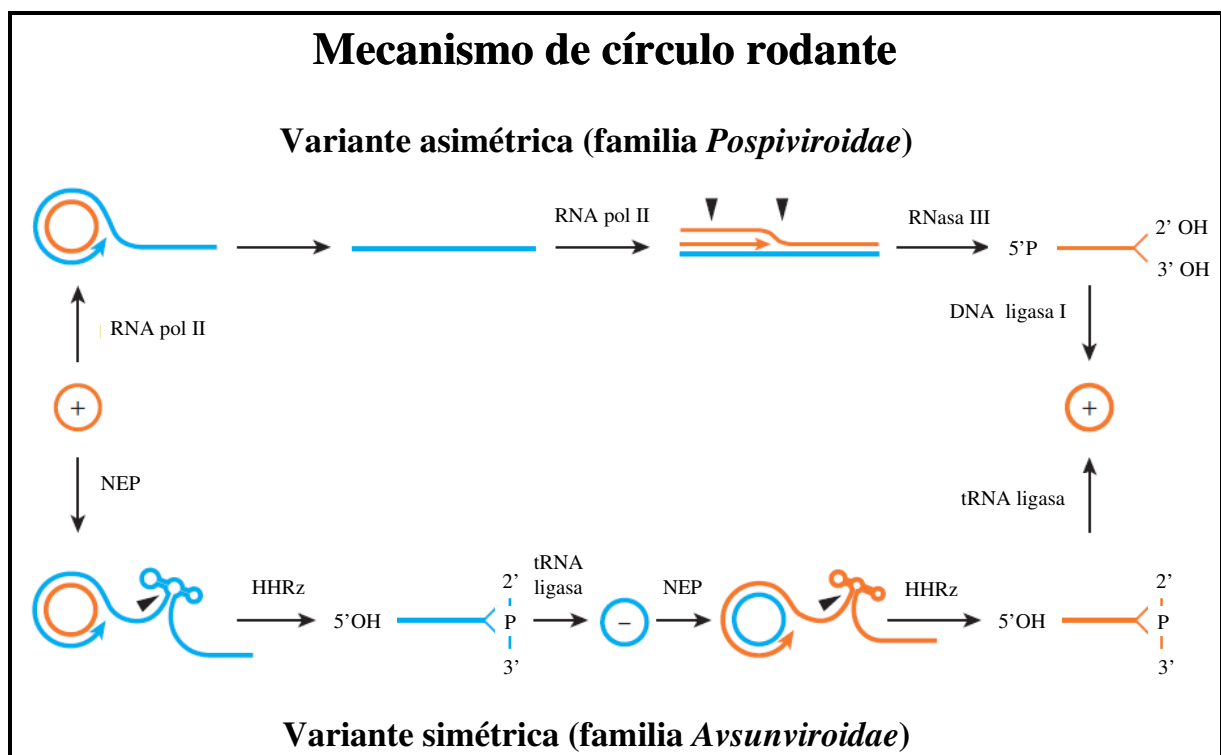 Mecanismo de círculo rodante
Variante asimétrica (familia Pospiviroidae)
RNA pol II
RNasa III
5’P
2’ OH
3’ OH
RNA pol II
DNA ligasa I
+
+
NEP
tRNA ligasa
HHRz
5’OH
2’
P
3’
tRNA
ligasa
−
NEP
HHRz
5’OH
2’
P
3’
Variante simétrica (familia Avsunviroidae)